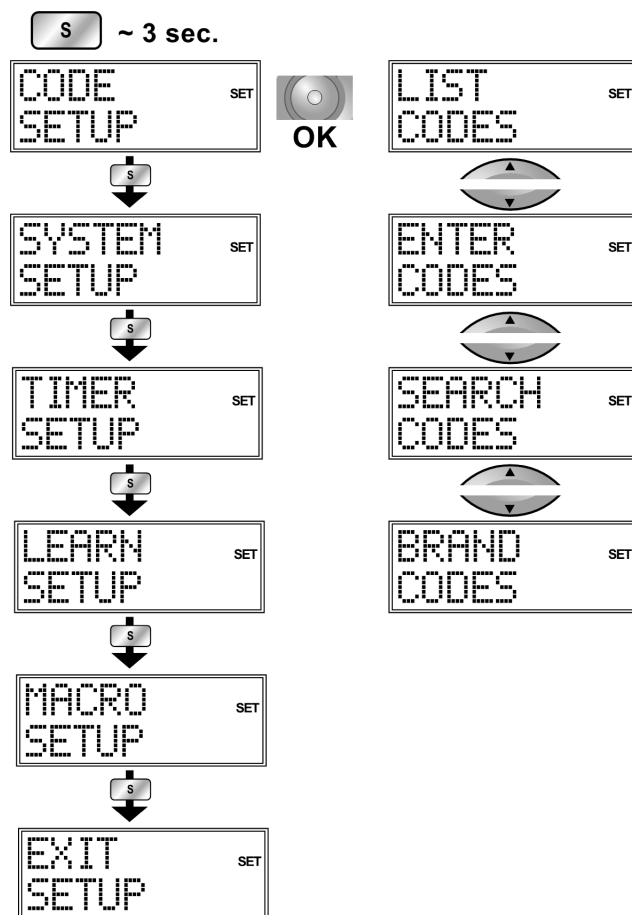 S ~ 3 sec.
CODE SET
SETUP
OK
LIST SET
CODES
S
SYSTEM SET
SETUP
ENTER SET
CODES
S
TIMER SET
SETUP
SEARCH SET
CODES
S
LEARN SET
SETUP
BRAND SET
CODES
S
MACRO SET
SETUP
S
EXIT SET
SETUP